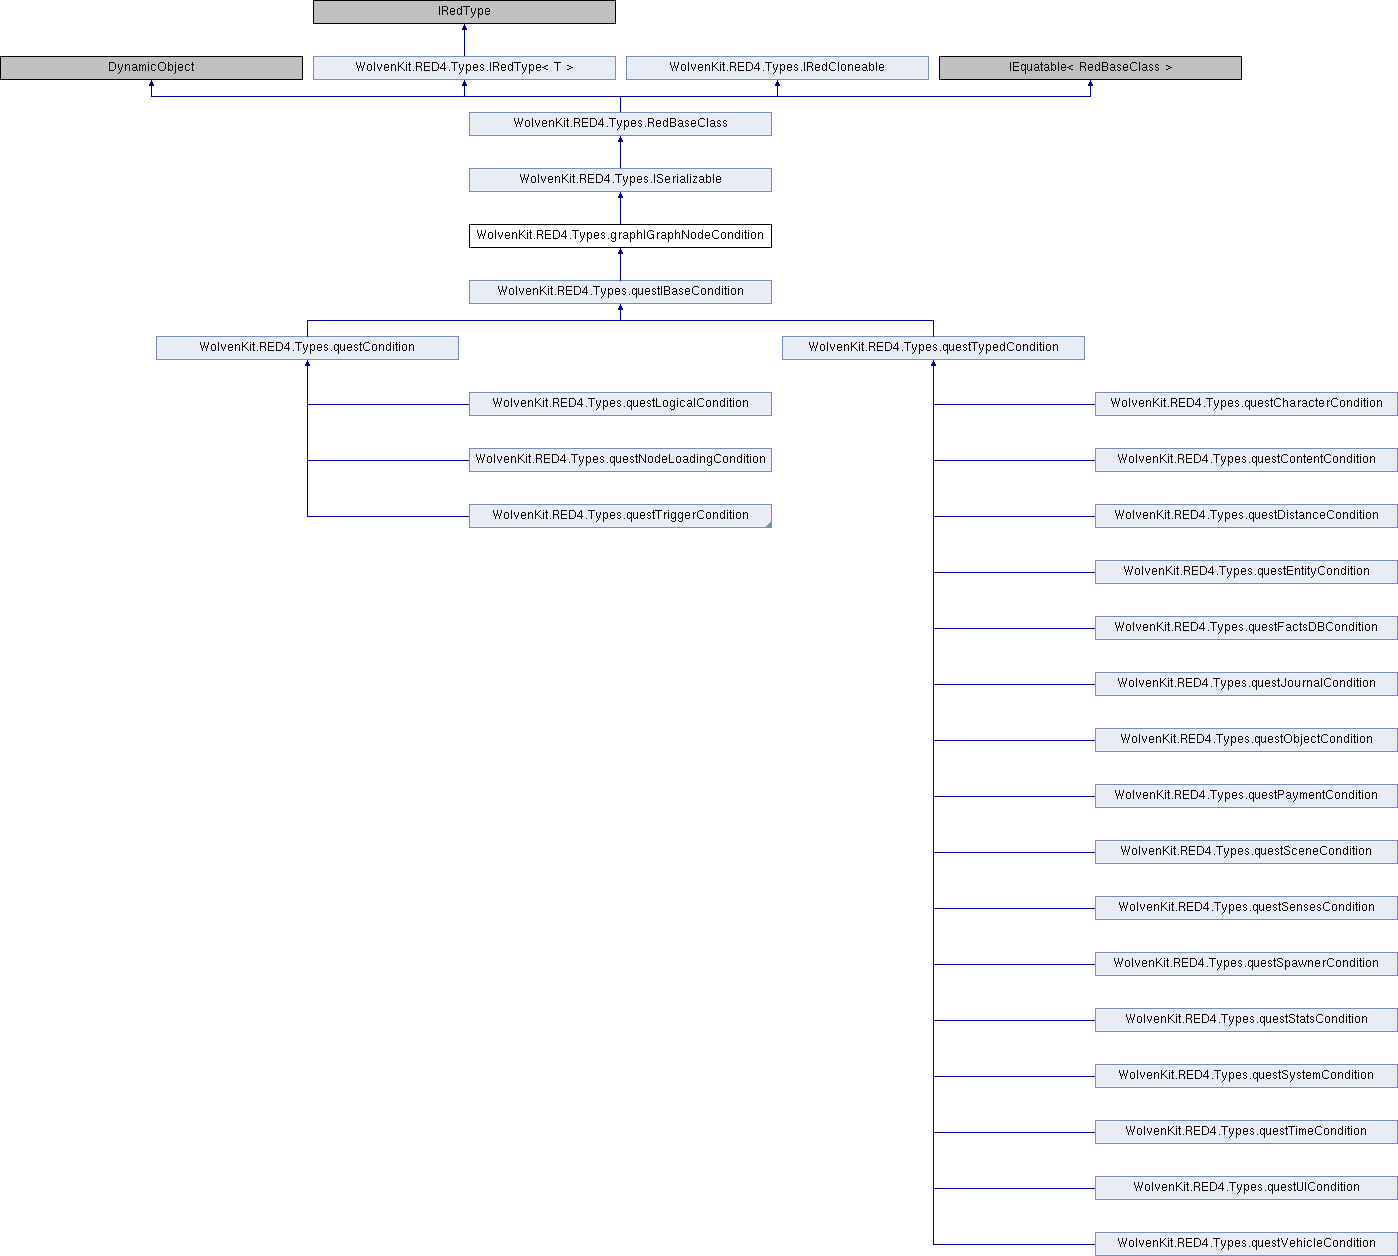 IRedType
DynamicObject
WolvenKit.RED4.Types.IRedType< T >
WolvenKit.RED4.Types.IRedCloneable
IEquatable< RedBaseClass >
WolvenKit.RED4.Types.RedBaseClass
WolvenKit.RED4.Types.ISerializable
WolvenKit.RED4.Types.graphIGraphNodeCondition
WolvenKit.RED4.Types.questIBaseCondition
WolvenKit.RED4.Types.questCondition
WolvenKit.RED4.Types.questTypedCondition
WolvenKit.RED4.Types.questLogicalCondition
WolvenKit.RED4.Types.questCharacterCondition
WolvenKit.RED4.Types.questNodeLoadingCondition
WolvenKit.RED4.Types.questContentCondition
WolvenKit.RED4.Types.questTriggerCondition
WolvenKit.RED4.Types.questDistanceCondition
WolvenKit.RED4.Types.questEntityCondition
WolvenKit.RED4.Types.questFactsDBCondition
WolvenKit.RED4.Types.questJournalCondition
WolvenKit.RED4.Types.questObjectCondition
WolvenKit.RED4.Types.questPaymentCondition
WolvenKit.RED4.Types.questSceneCondition
WolvenKit.RED4.Types.questSensesCondition
WolvenKit.RED4.Types.questSpawnerCondition
WolvenKit.RED4.Types.questStatsCondition
WolvenKit.RED4.Types.questSystemCondition
WolvenKit.RED4.Types.questTimeCondition
WolvenKit.RED4.Types.questUICondition
WolvenKit.RED4.Types.questVehicleCondition